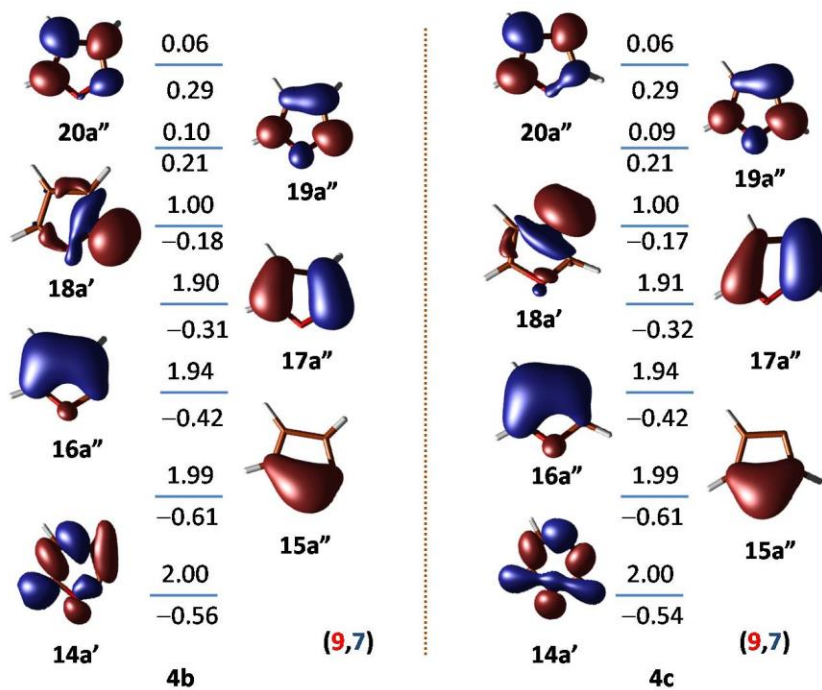 0.06
0.29
20a”
0.10
0.21
19a”
1.00
−0.18
18a’
1.90
−0.31
17a”
1.94
−0.42
16a”
1.99
−0.61
15a”
2.00
−0.56
14a’
(9,7)
4b
0.06
0.29
20a”
0.09
0.21
19a”
1.00
−0.17
18a’
1.91
−0.32
17a”
1.94
−0.42
16a”
1.99
−0.61
15a”
2.00
−0.54
14a’
(9,7)
4c